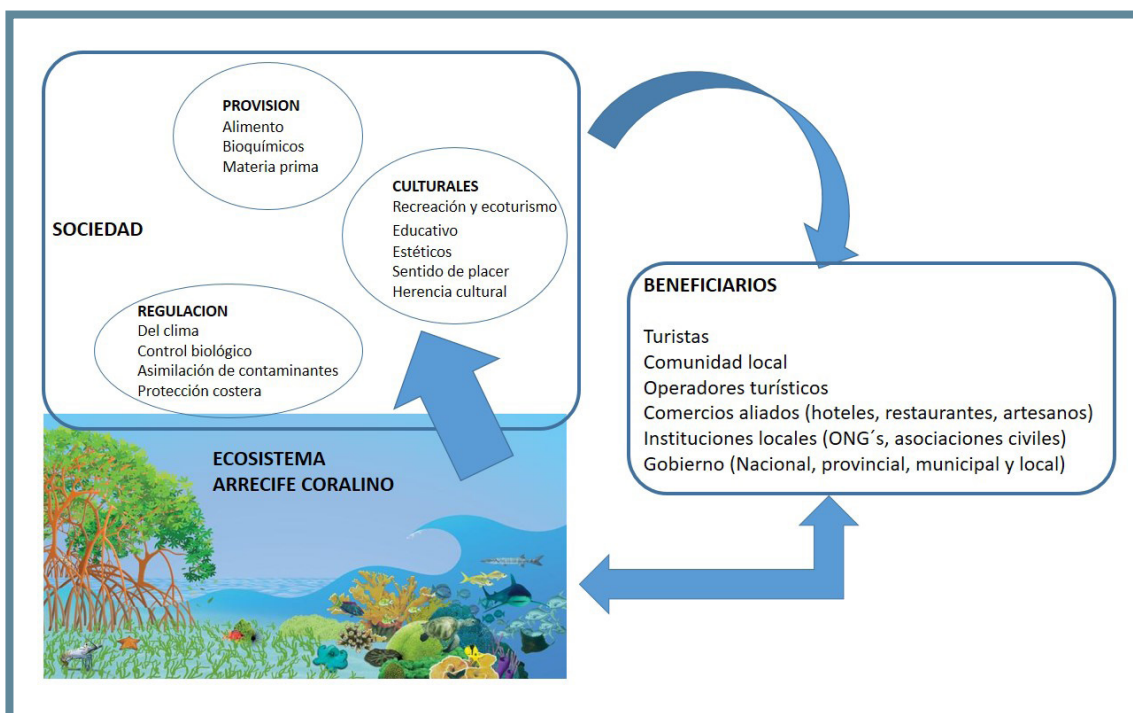 PROVISION
Alimento
Bioquímicos
Materia prima
CULTURALES
Recreación y ecoturismo
Educativo
Estéticos
Sentido de placer
Herencia cultural
SOCIEDAD
REGULACION
Del clima
Control biológico
Asimilación de contaminantes
Protección costera
ECOSISTEMA
ARRECIFE CORALINO
BENEFICIARIOS
Turistas
Comunidad local
Operadores turísticos
Comercios aliados (hoteles, restaurantes, artesanos)
Instituciones locales (ONG´s, asociaciones civiles)
Gobierno (Nacional, provincial, municipal y local)